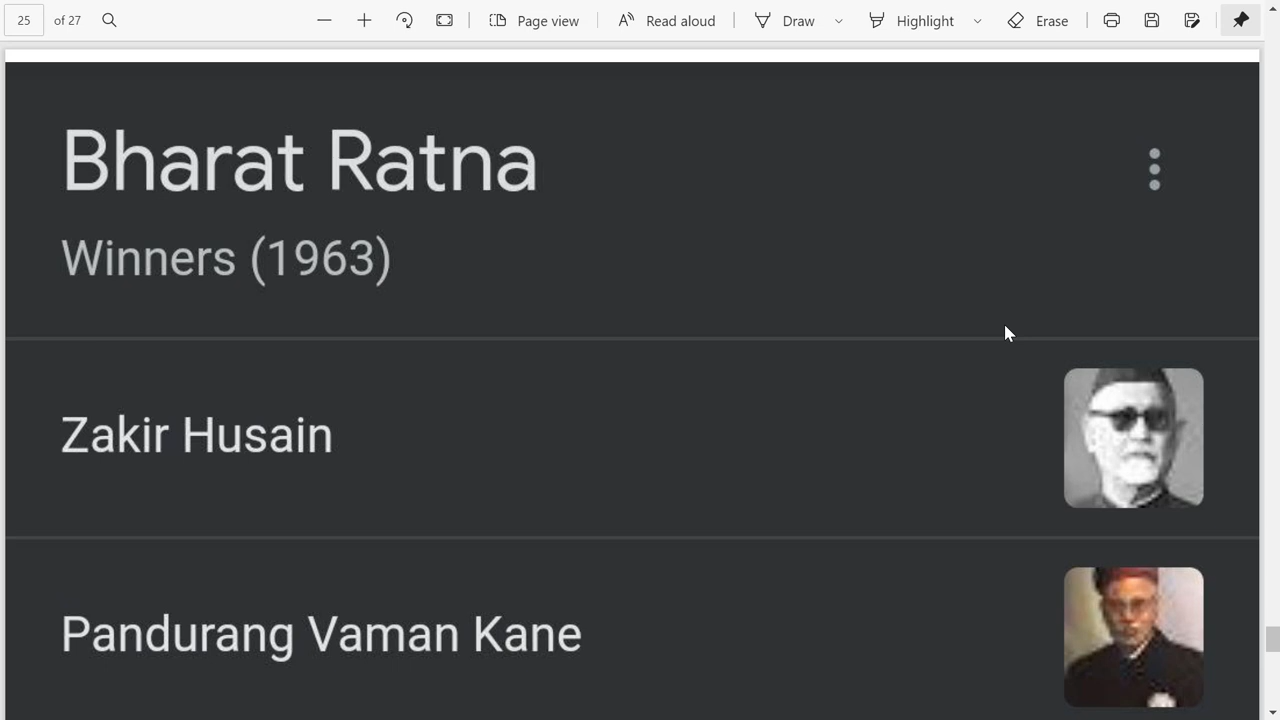 25 of 27 Page view Read aloud Draw Highlight Erase
Bharat Ratna
Winners (1963)
Zakir Husain
Pandurang Vaman Kane